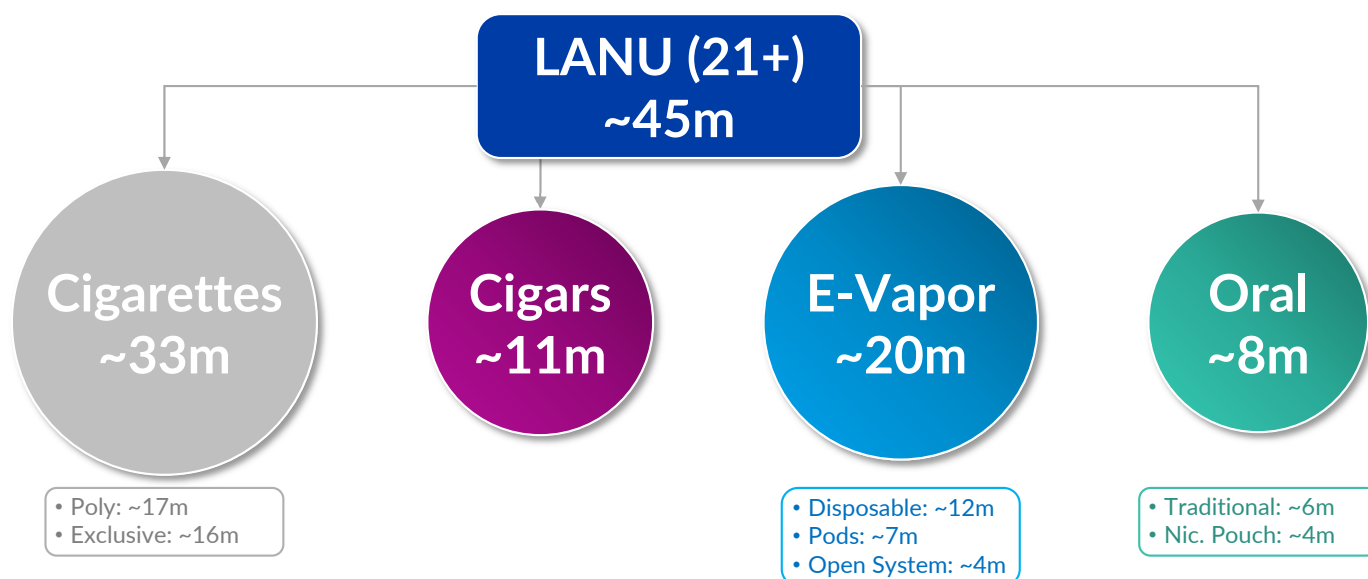 LANU (21+)
~45m
Cigarettes
~33m
Cigars
~11m
E-Vapor
~20m
Oral
~8m
• Poly: ~17m
• Exclusive: ~16m
• Disposable: ~12m
• Pods: ~7m
• Open System: ~4m
• Traditional: ~6m
• Nic. Pouch: ~4m